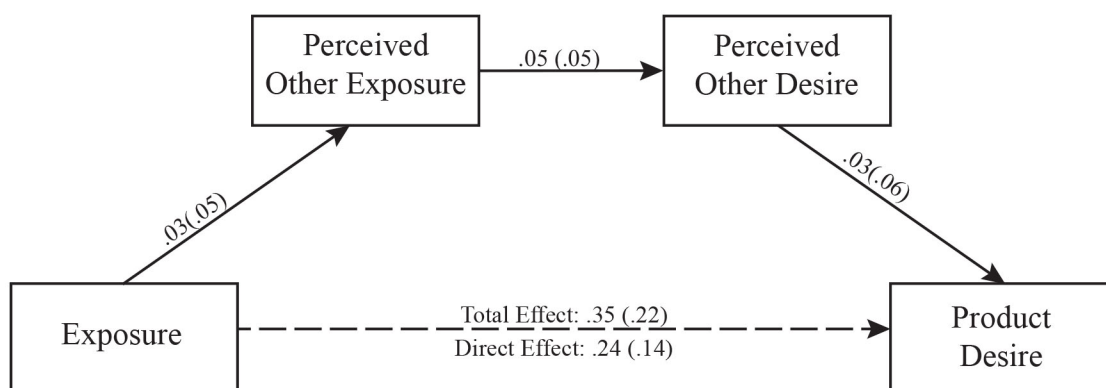 Perceived
Other Exposure
.05 (.05)
Perceived
Other Desire
.03(.05)
.03(.06)
Exposure
Total Effect: .35 (.22)
Direct Effect: .24 (.14)
Product
Desire